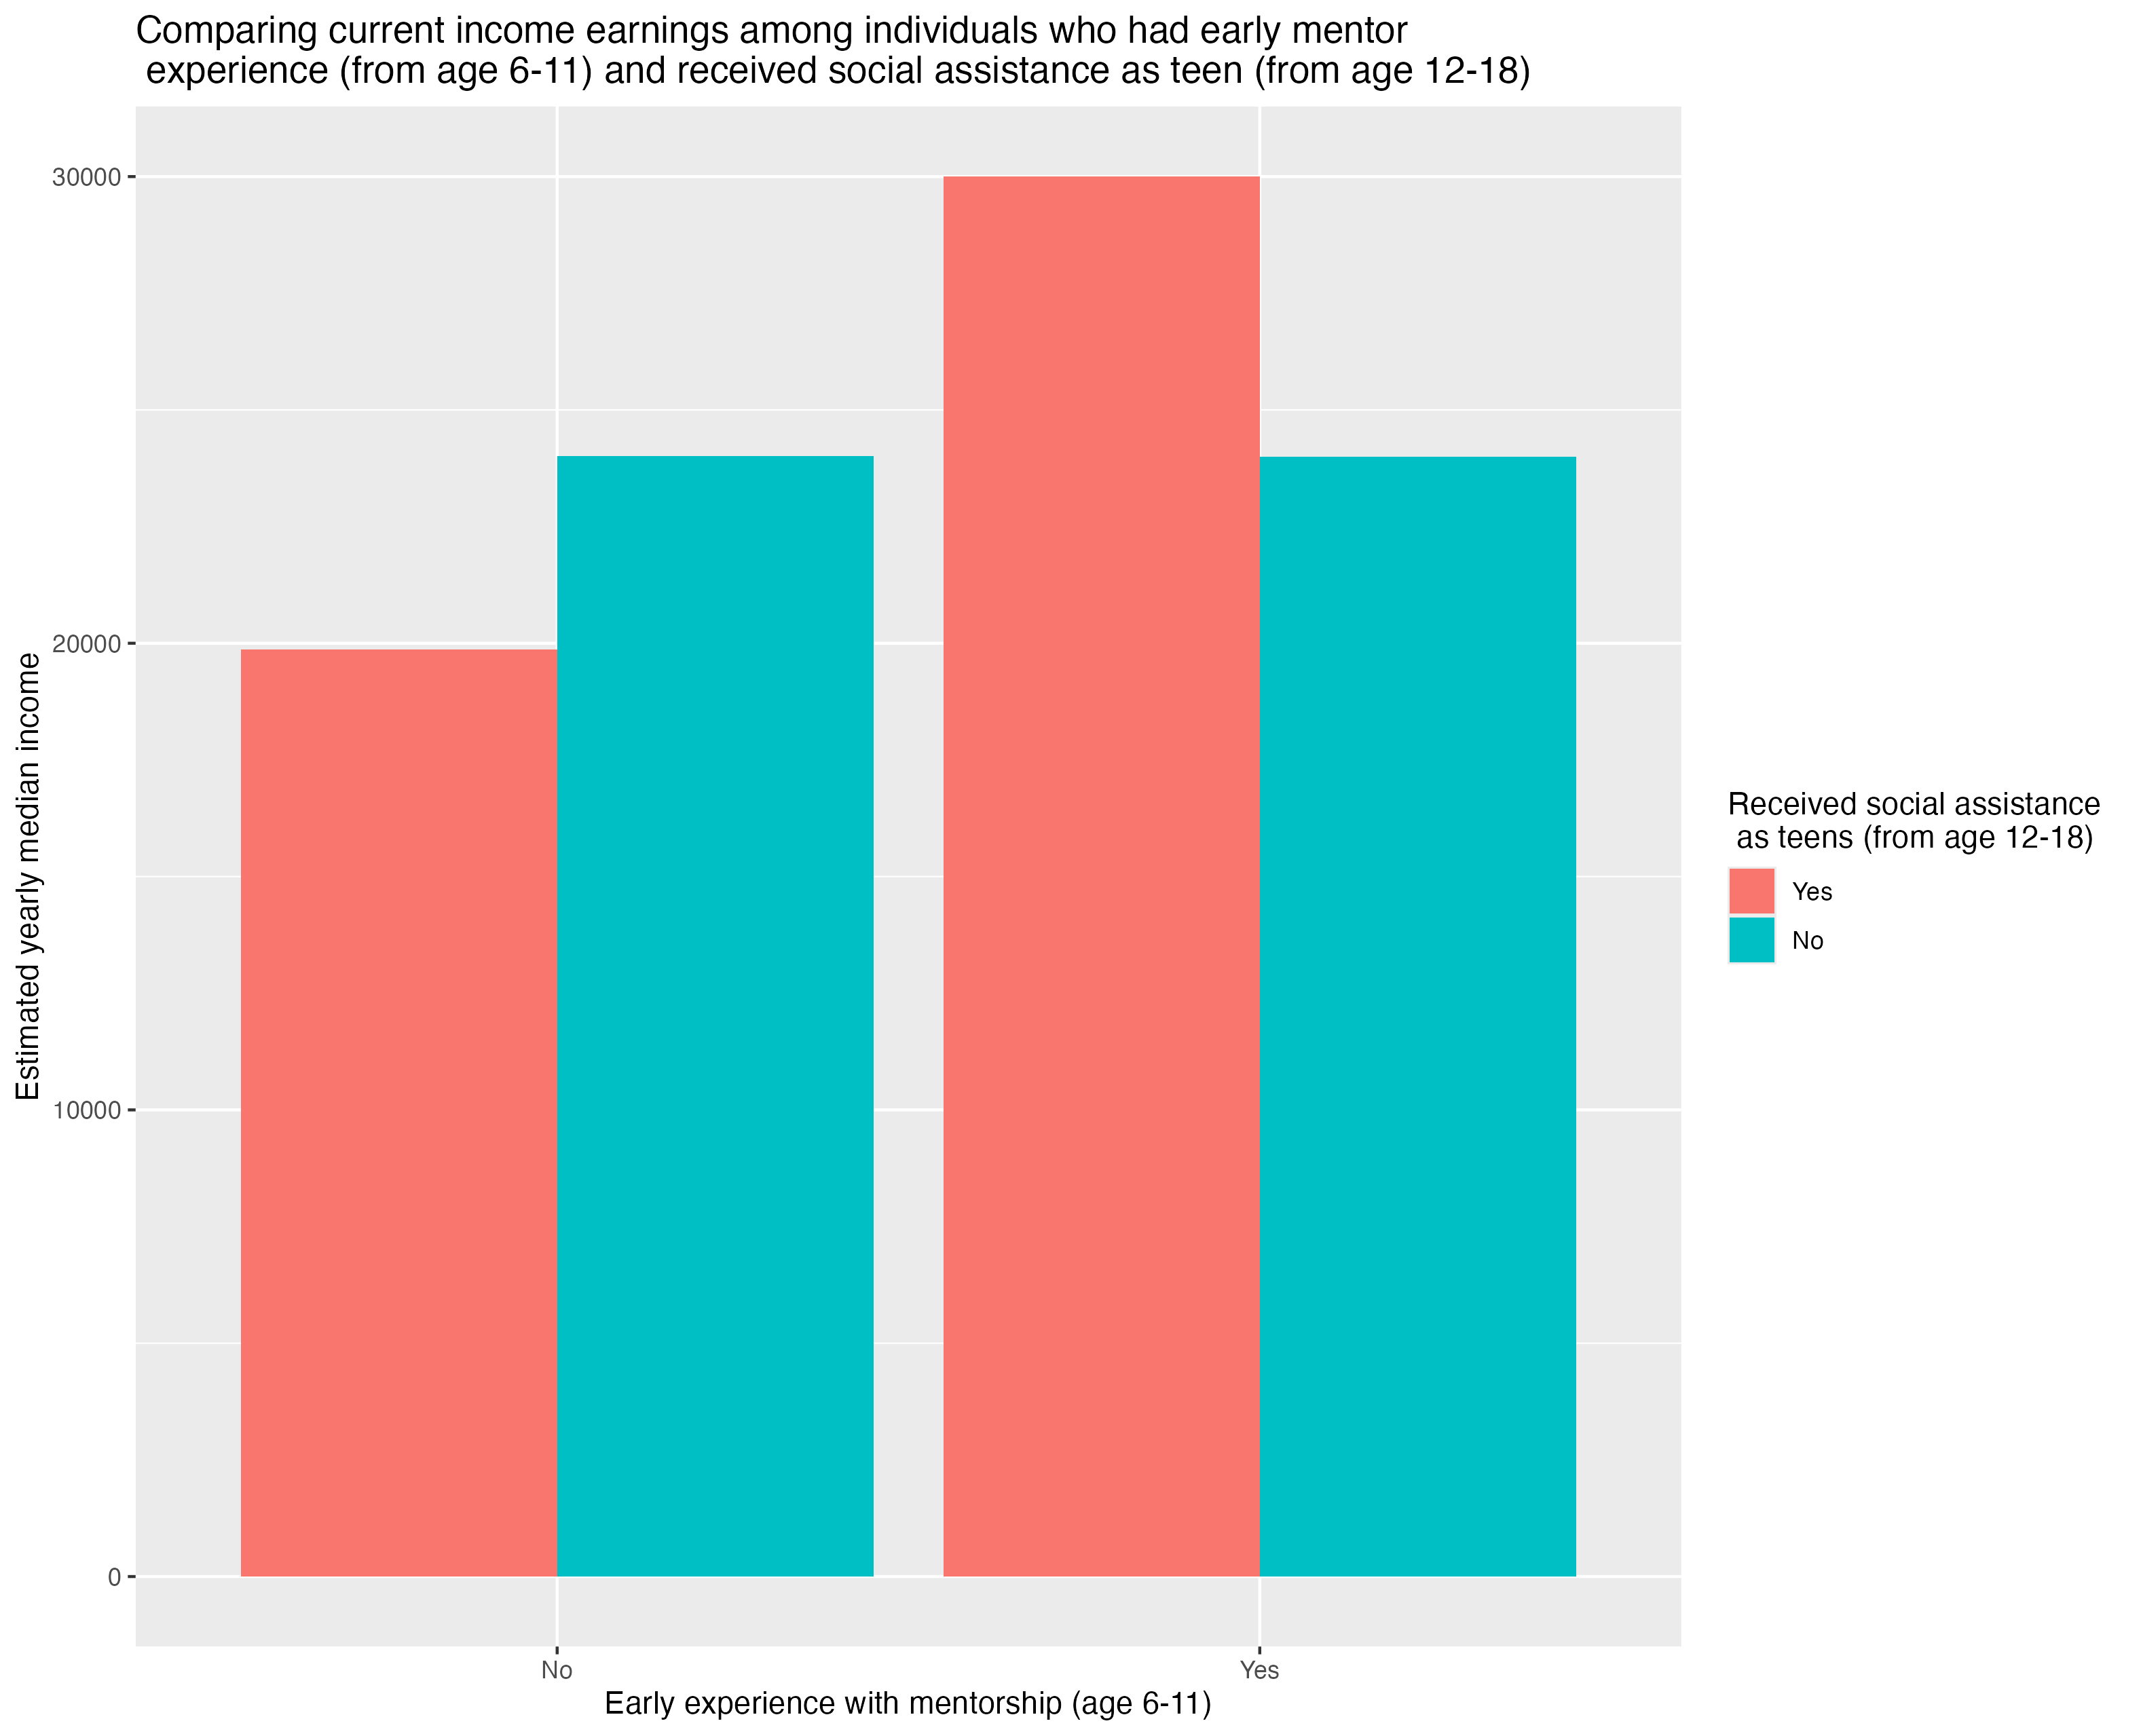 Comparing current income earnings among individuals who had early mentor
experience (from age 6-11) and received social assistance as teen (from age 12-18)
30000
20000
10000
0
Estimated yearly median income
No
Yes
Early experience with mentorship (age 6-11)
Received social assistance
as teens (from age 12-18)
Yes
No